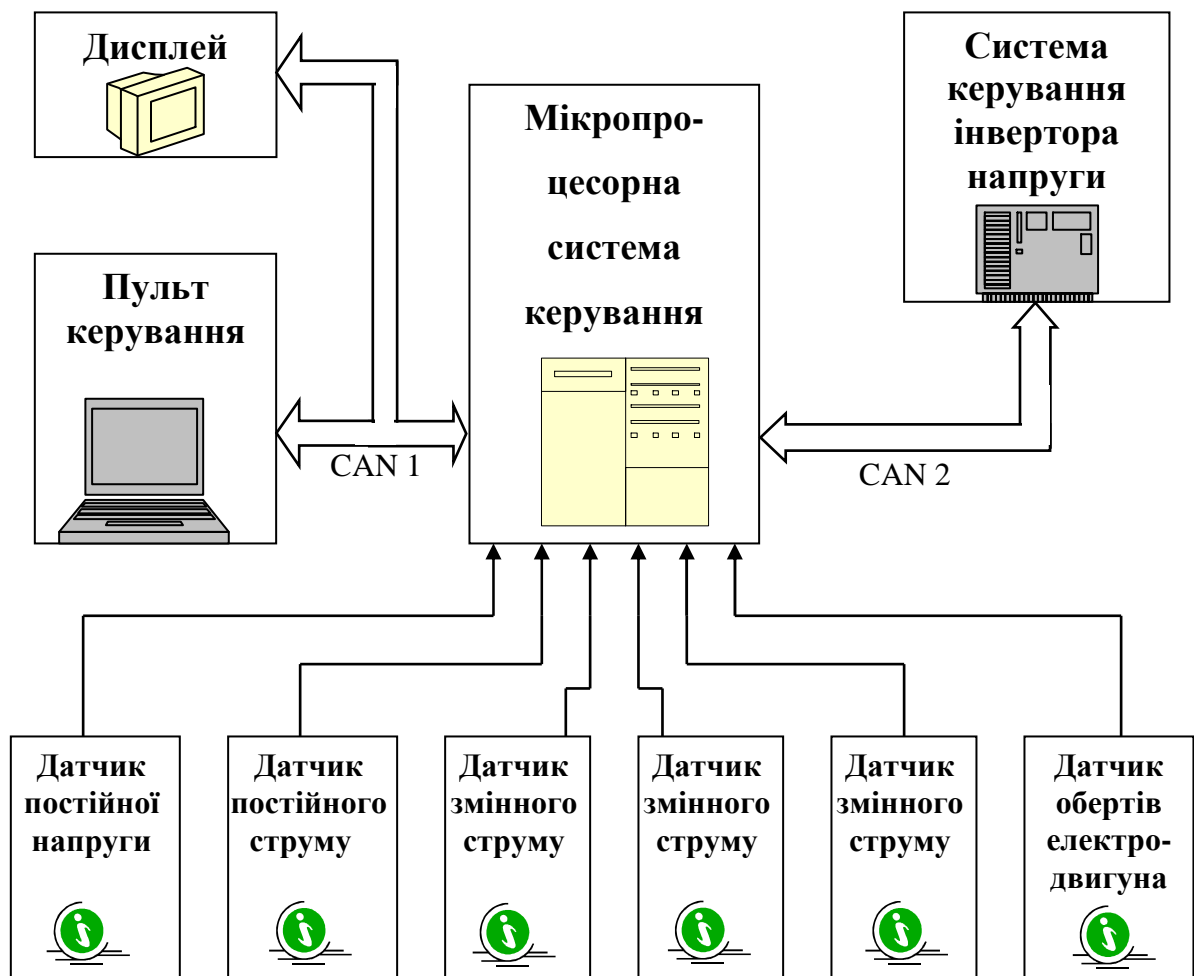 Дисплей
Мікропро-
цесорна
система
керування
Система
керування
інвертора
напруги
Пульт
керування
CAN 1
CAN 2
Датчик
постійної
напруги
Датчик
постійного
струму
Датчик
змінного
струму
Датчик
змінного
струму
Датчик
змінного
струму
Датчик
обертів
електро-
двигуна